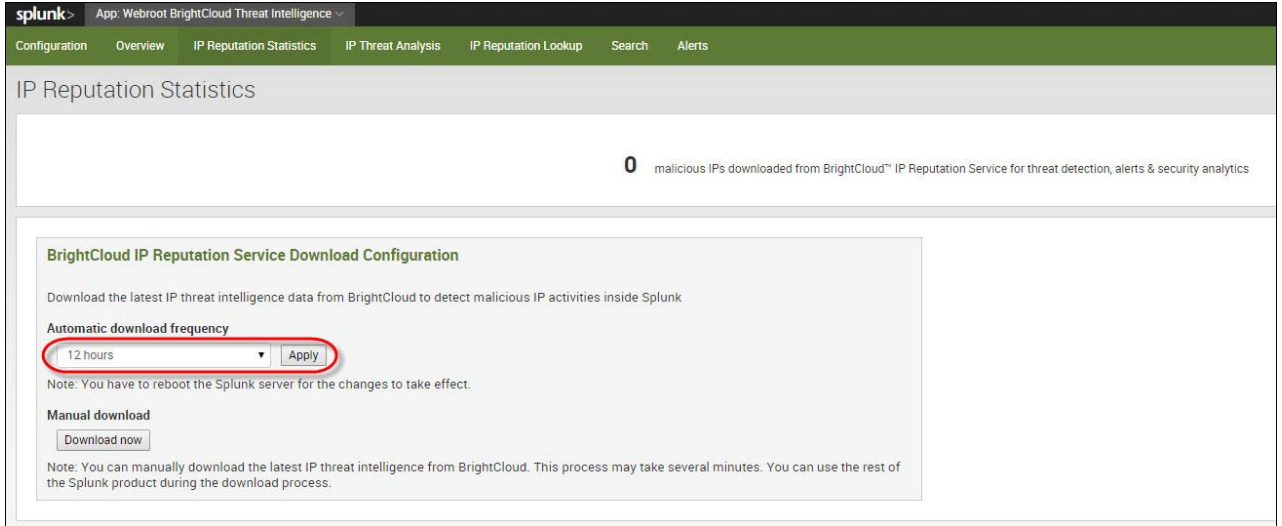 splunk> App: Webroot BrightCloud Threat Intelligence
Configuration Overview IP Reputation Statistics IP Threat Analysis IP Reputation Lookup Search Alerts
IP Reputation Statistics
0 malicious IPs downloaded from BrightCloud™ IP Reputation Service for threat detection, alerts & security analytics
BrightCloud IP Reputation Service Download Configuration
Download the latest IP threat intelligence data from BrightCloud to detect malicious IP activities inside Splunk
Automatic download frequency
12 hours Apply
Note: You have to reboot the Splunk server for the changes to take effect.
Manual download
Download now
Note: You can manually download the latest IP threat intelligence from BrightCloud. This process may take several minutes. You can use the rest of
the Splunk product during the download process.